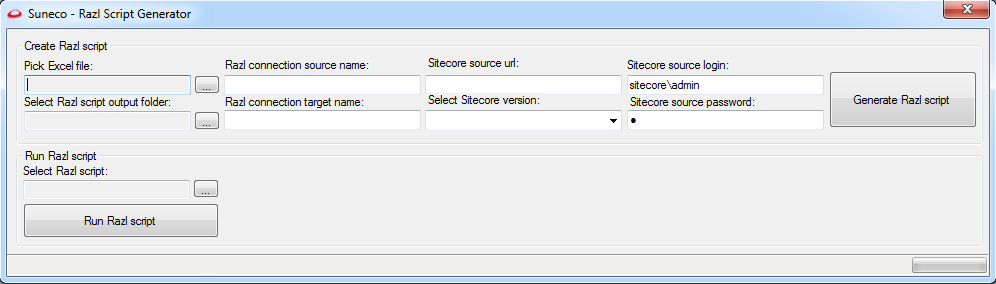 Suneco - Razl Script Generator
Create Razl script
Pick Excel file:
...
Razl connection source name:
Sitecore source url:
Sitecore source login:
sitecore\admin
Select Razl script output folder:
...
Razl connection target name:
Select Sitecore version:
Sitecore source password:
●
Generate Razl script
Run Razl script
Select Razl script:
...
Run Razl script